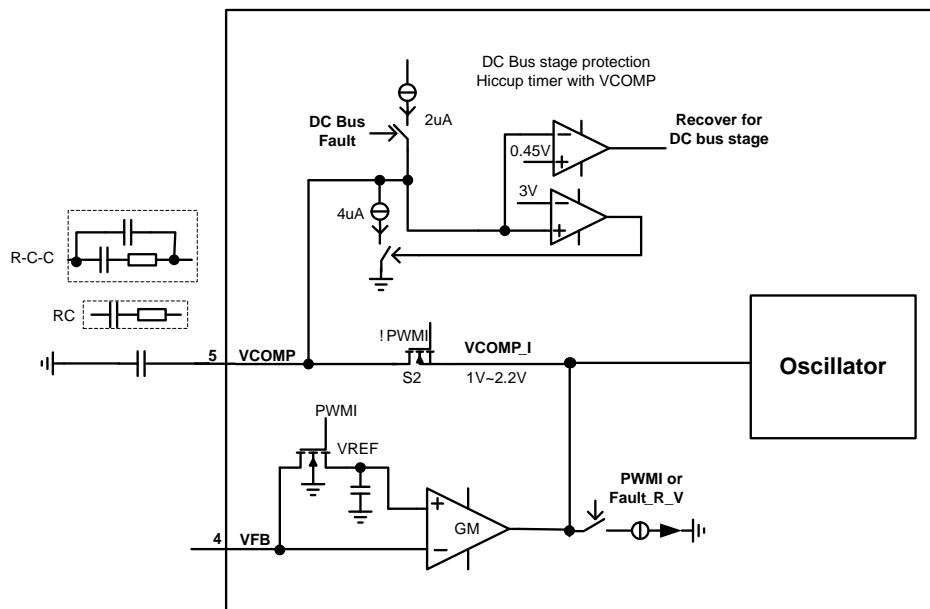 DC Bus stage protection
Hiccup timer with VCOMP
DC Bus
Fault
2uA
Recover for
DC bus stage
0.45V
3V
4uA
R-C-C
RC
5
VCOMP
! PWMI
VCOMP_I
S2
1V~2.2V
Oscillator
PWMI
VREF
GM
PWMI or
Fault_R_V
4
VFB